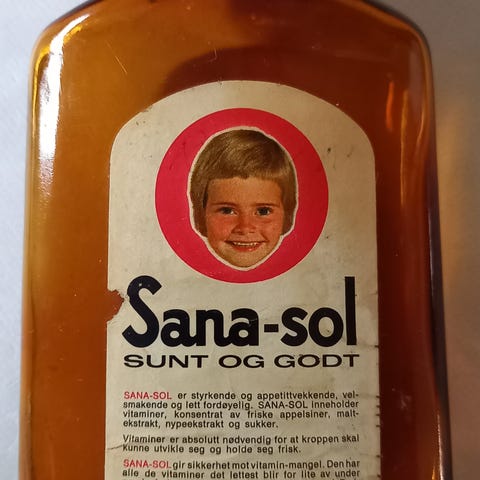 Sana-sol
SUNT OG GODT
SANA-SOL er styrkende og appetittvekkende, vel-
smakende og lett fordøyelig. SANA-SOL inneholder
vitaminer, konsentrat av friske appelsiner, malt-
ekstrakt, nypeekstrakt og sukker.
Vitaminer er absolutt nødvendig for at kroppen skal
kunne utvikle seg og holde seg frisk.
SANA-SOL gir sikkerhet mot vitamin-mangel. Den har
alle de vitaminer det lettest blir for lite av under